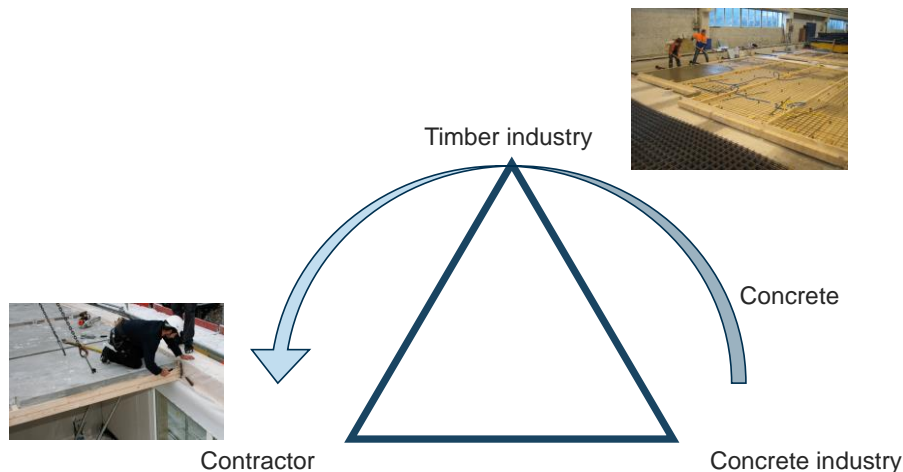 Timber industry
Concrete
Contractor
Concrete industry